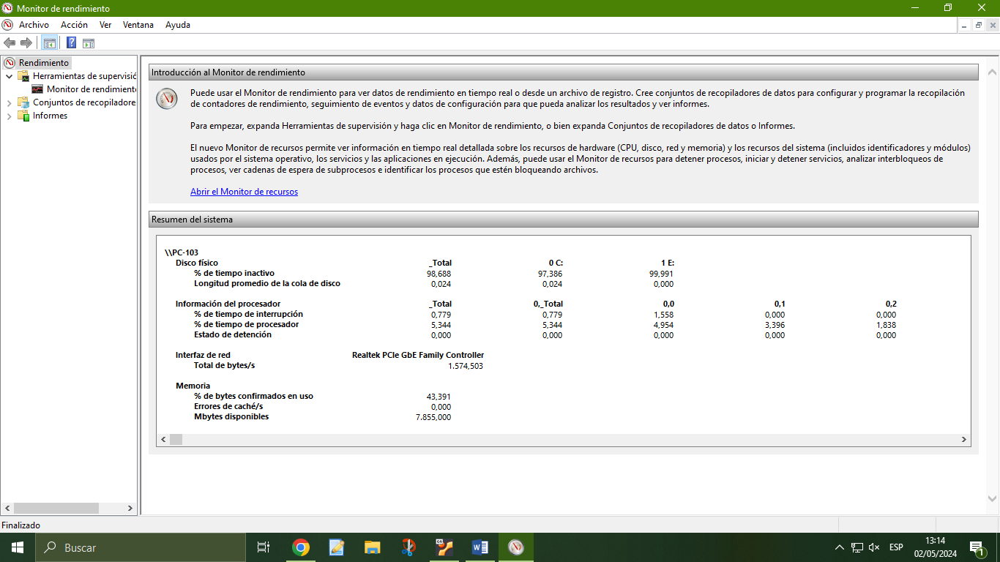 Monitor de rendimiento
Archivo Acción Ver Ventana Ayuda
Rendimiento
Herramientas de supervisió
Monitor de rendimiento
Conjuntos de recopiladore
Informes
Introducción al Monitor de rendimiento
Puede usar el Monitor de rendimiento para ver datos de rendimiento en tiempo real o desde un archivo de registro. Cree conjuntos de recopiladores de datos para configurar y programar la recopilación
de contadores de rendimiento, seguimiento de eventos y datos de configuración para que pueda analizar los resultados y ver informes.
Para empezar, expanda Herramientas de supervisión y haga clic en Monitor de rendimiento, o bien expanda Conjuntos de recopiladores de datos o Informes.
El nuevo Monitor de recursos permite ver información en tiempo real detallada sobre los recursos de hardware (CPU, disco, red y memoria) y los recursos del sistema (incluidos identificadores y módulos)
usados por el sistema operativo, los servicios y las aplicaciones en ejecución. Además, puede usar el Monitor de recursos para detener procesos, iniciar y detener servicios, analizar interbloqueos de
procesos, ver cadenas de espera de subprocesos e identificar los procesos que estén bloqueando archivos.
Abrir el Monitor de recursos
Resumen del sistema
\\PC-103
Disco físico _Total 0 C: 1 E:
% de tiempo inactivo 98,688 97,386 99,991
Longitud promedio de la cola de disco 0,024 0,024 0,000
Información del procesador _Total 0,_Total 0,0 0,1 0,2
% de tiempo de interrupción 0,779 0,779 1,558 0,000 0,000
% de tiempo de procesador 5,344 5,344 4,954 3,396 1,838
Estado de detención 0,000 0,000 0,000 0,000 0,000
Interfaz de red Realtek PCIe GbE Family Controller
Total de bytes/s 1.574,503
Memoria
% de bytes confirmados en uso 43,391
Errores de caché/s 0,000
Mbytes disponibles 7.855,000
Finalizado
Buscar
ESP
13:14
02/05/2024
1